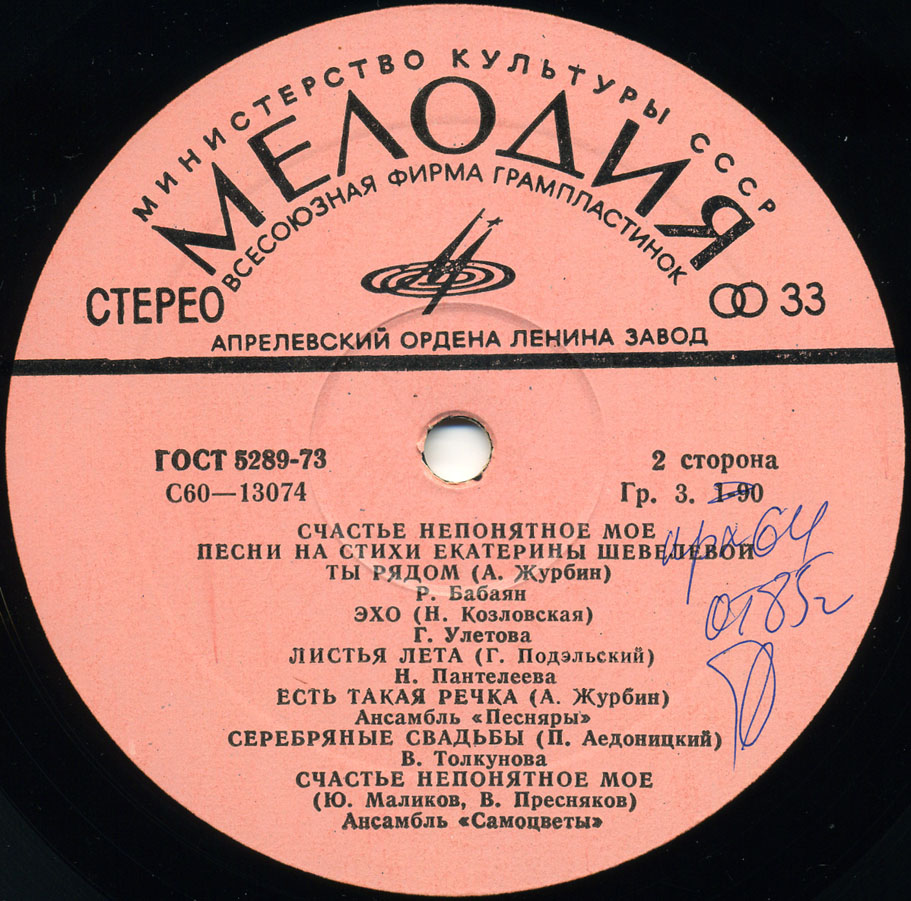 МИНИСТЕРСТВО КУЛЬТУРЫ СССР
МЕЛОДИЯ
ВСЕСОЮЗНАЯ ФИРМА ГРАМПЛАСТИНОК
СТЕРЕО
33
АПРЕЛЕВСКИЙ ОРДЕНА ЛЕНИНА ЗАВОД
ГОСТ 5289-73
2 сторона
С60—13074
Гр. 3. 1-90
СЧАСТЬЕ НЕПОНЯТНОЕ МОЕ
ПЕСНИ НА СТИХИ ЕКАТЕРИНЫ ШЕВЕЛЕВОЙ
ТЫ РЯДОМ (А. Журбин)
Р. Бабаян
ЭХО (Н. Козловская)
Г. Улетова
ЛИСТЬЯ ЛЕТА (Г. Подэльский)
Н. Пантелеева
ЕСТЬ ТАКАЯ РЕЧКА (А. Журбин)
Ансамбль «Песняры»
СЕРЕБРЯНЫЕ СВАДЬБЫ (П. Аедоницкий)
В. Толкунова
СЧАСТЬЕ НЕПОНЯТНОЕ МОЕ
(Ю. Маликов, В. Пресняков)
Ансамбль «Самоцветы»
от 85г